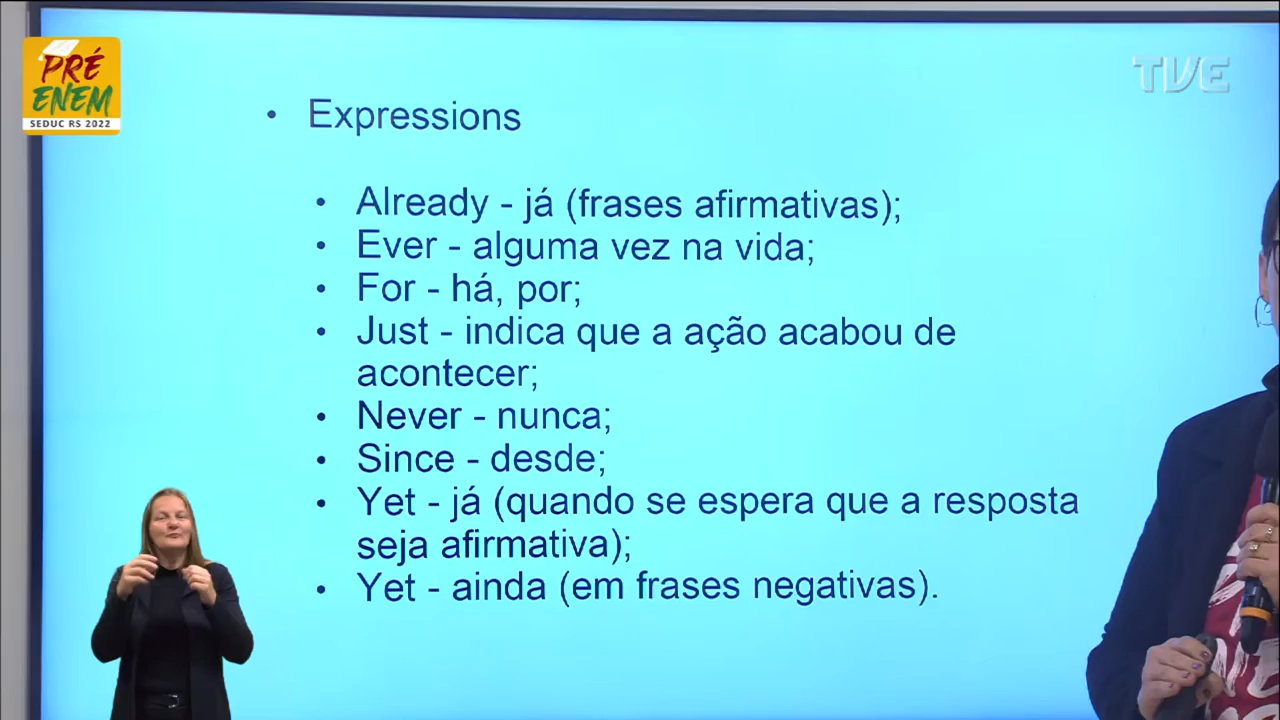 PRÉ
ENEM
SEDUC RS 2022
TVE
• Expressions
• Already - já (frases afirmativas);
• Ever - alguma vez na vida;
• For - há, por;
• Just - indica que a ação acabou de
acontecer;
• Never - nunca;
• Since - desde;
• Yet - já (quando se espera que a resposta
seja afirmativa);
• Yet - ainda (em frases negativas).